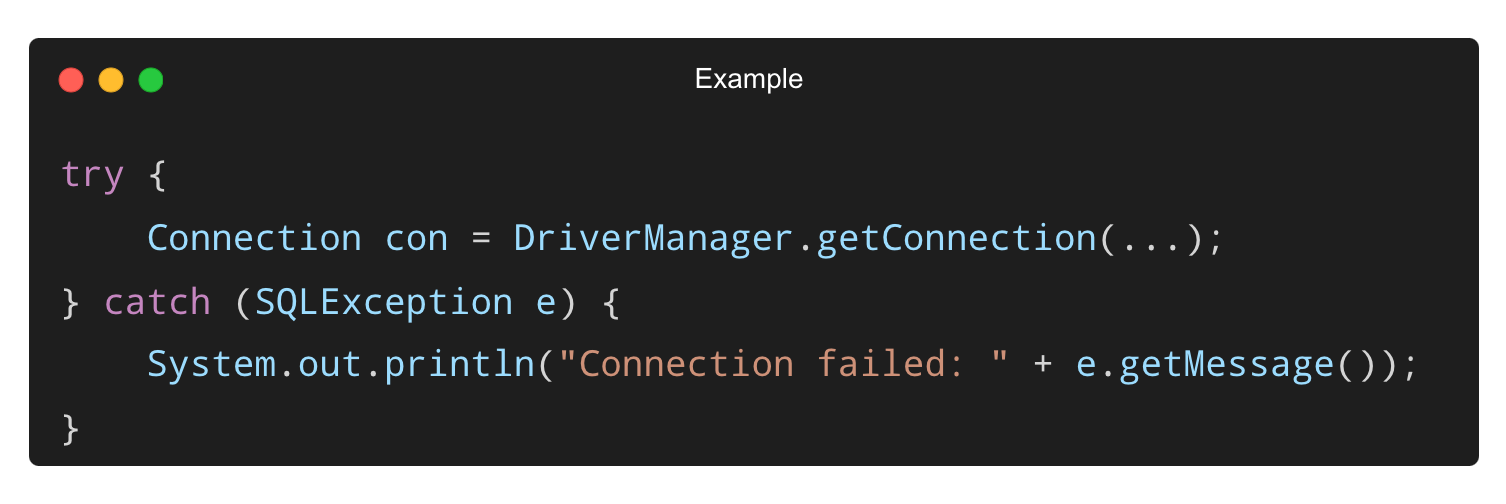 Example
try {
    Connection con = DriverManager.getConnection(...);
} catch (SQLException e) {
    System.out.println("Connection failed: " + e.getMessage());
}